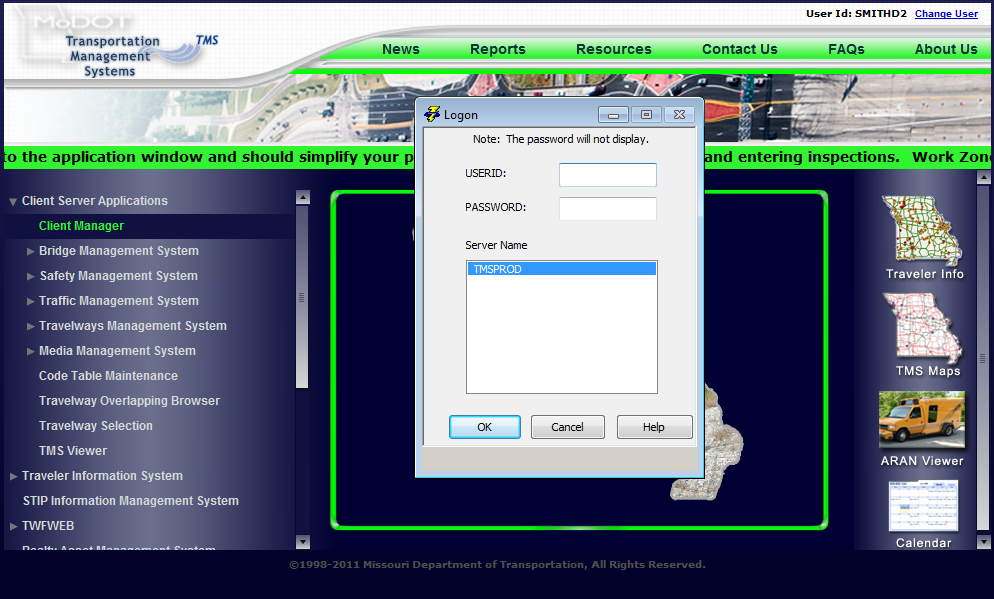 User Id: SMITHD2 Change User
MoDOT
Transportation
Management
Systems
TMS
News Reports Resources Contact Us FAQs About Us
Logon
Note: The password will not display.
to the application window and should simplify your p
and entering inspections. Work Zon
USERID:
PASSWORD:
Server Name
TMSPROD
OK Cancel Help
Client Server Applications
Client Manager
Bridge Management System
Safety Management System
Traffic Management System
Travelways Management System
Media Management System
Code Table Maintenance
Travelway Overlapping Browser
Travelway Selection
TMS Viewer
Traveler Information System
STIP Information Management System
TWFWEB
Realty Asset Management System
Traveler Info
TMS Maps
ARAN Viewer
Calendar
©1998-2011 Missouri Department of Transportation, All Rights Reserved.